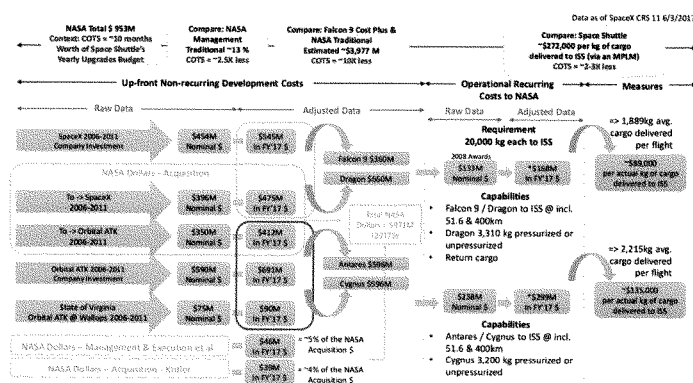 Data as of SpaceX CRS 11 6/3/2017
NASA Total $ 953M
Context: COTS = ~10 months
Worth of Space Shuttle's
Yearly Upgrades Budget
Compare: NASA
Management
Traditional ~13 %
COTS = ~2.5X less
Compare: Falcon 9 Cost Plus &
NASA Traditional
Estimated ~$3,977 M
COTS = ~10X less
Compare: Space Shuttle
~$272,000 per kg of cargo
delivered to ISS (via an MPLM)
COTS = ~2-3X less
Up-front Non-recurring Development Costs
Operational Recurring
Costs to NASA
Measures
Raw Data
Adjusted Data
Raw Data
Adjusted Data
SpaceX 2006-2011
Company Investment
$454M
Nominal $
$545M
In FY'17 $
NASA Dollars - Acquisition
To -> SpaceX
2006-2011
$396M
Nominal $
$475M
In FY'17 $
To -> Orbital ATK
2006-2011
$350M
Nominal $
$412M
In FY'17 $
Orbital ATK 2006-2011
Company Investment
$590M
Nominal $
$691M
In FY'17 $
State of Virginia
Orbital ATK @ Wallops 2006-2011
$75M
Nominal $
$90M
In FY'17 $
NASA Dollars - Management & Execution et al
$46M
In FY'17 $
= ~5% of the NASA
Acquisition $
NASA Dollars - Acquisition - Kistler
In FY'17 $
= ~4% of the NASA
Acquisition $
Falcon 9 $360M
Dragon $660M
Total NASA
Dollars
Antares $596M
Cygnus $596M
Requirement
20,000 kg each to ISS
2008 Awards
$133M
Nominal $
In FY'17 $
Capabilities
• Falcon 9 / Dragon to ISS @ incl.
51.6 & 400km
• Dragon 3,310 kg pressurized or
unpressurized
• Return cargo
$238M
Nominal $
*$299M
In FY'17 $
Capabilities
• Antares / Cygnus to ISS @ incl.
51.6 & 400km
• Cygnus 3,200 kg pressurized or
unpressurized
=> 1,889kg avg.
cargo delivered
per flight
~$89,000
per actual kg of cargo
delivered to ISS
=> 2,215kg avg.
cargo delivered
per flight
~$135,000
per actual kg of cargo
delivered to ISS